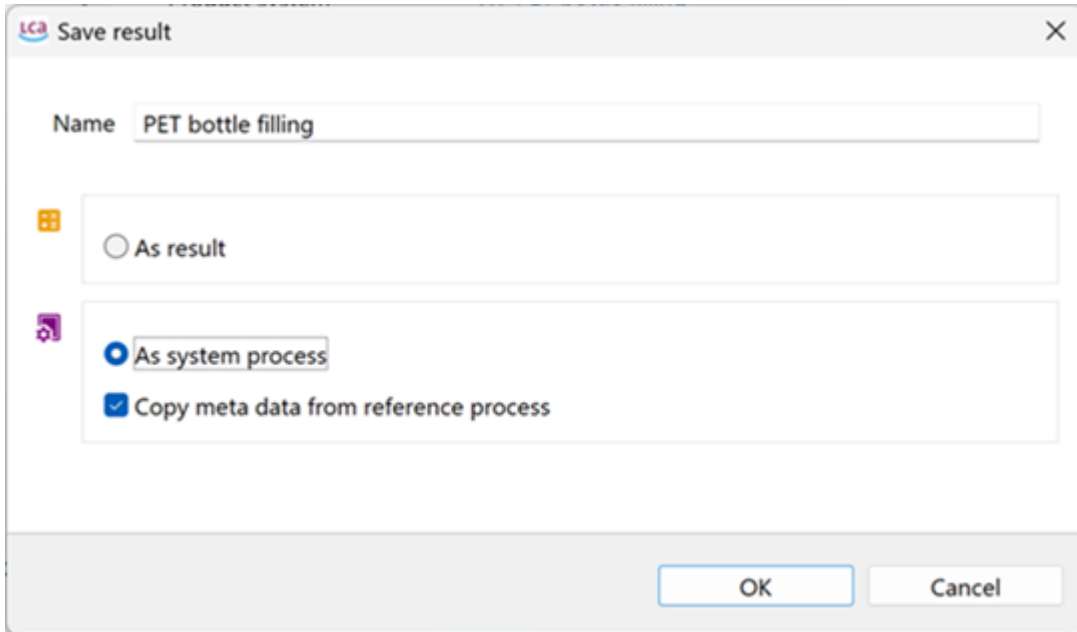 LCA Save result
Name PET bottle filling
As result
As system process
Copy meta data from reference process
OK Cancel